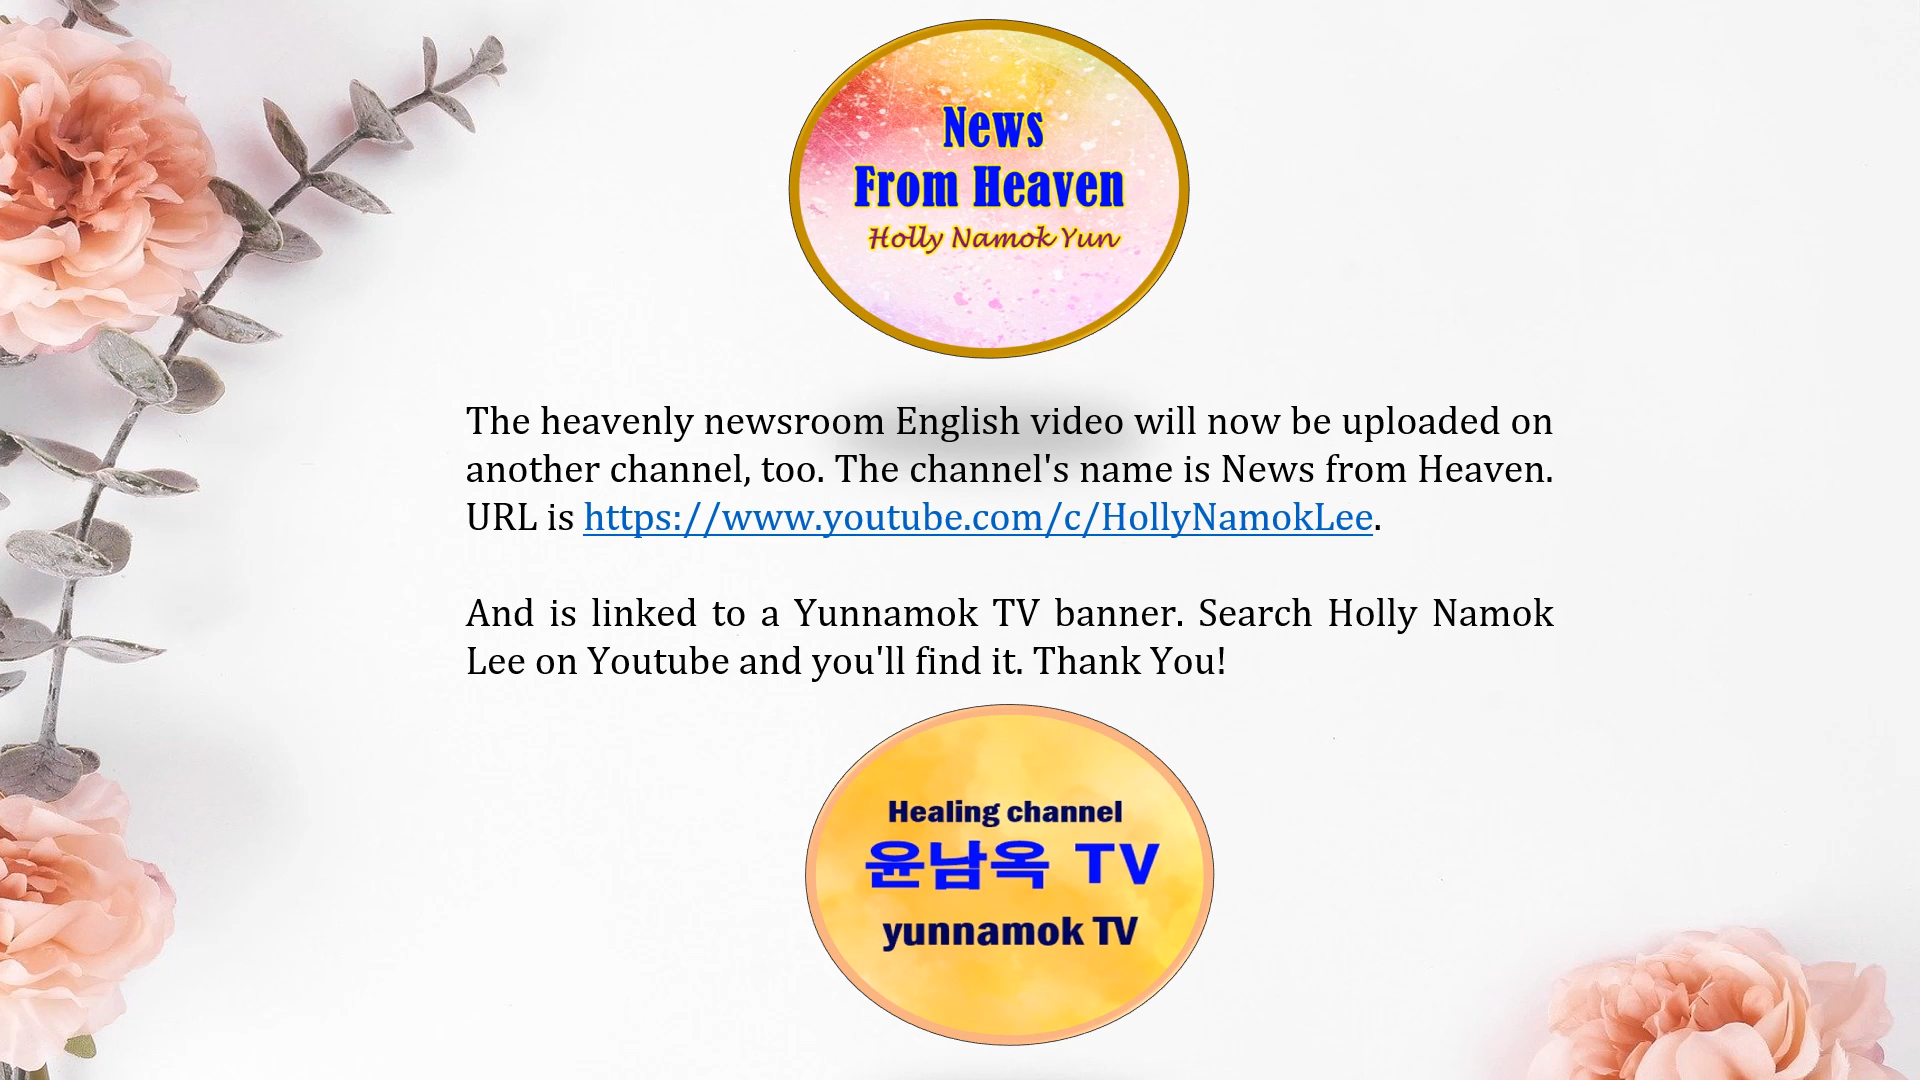 News
From Heaven
Holly Namok Yun
The heavenly newsroom English video will now be uploaded on
another channel, too. The channel's name is News from Heaven.
URL is https://www.youtube.com/c/HollyNamokLee.
And is linked to a Yunnamok TV banner. Search Holly Namok
Lee on Youtube and you'll find it. Thank You!
Healing channel
윤남옥 TV
yunnamok TV